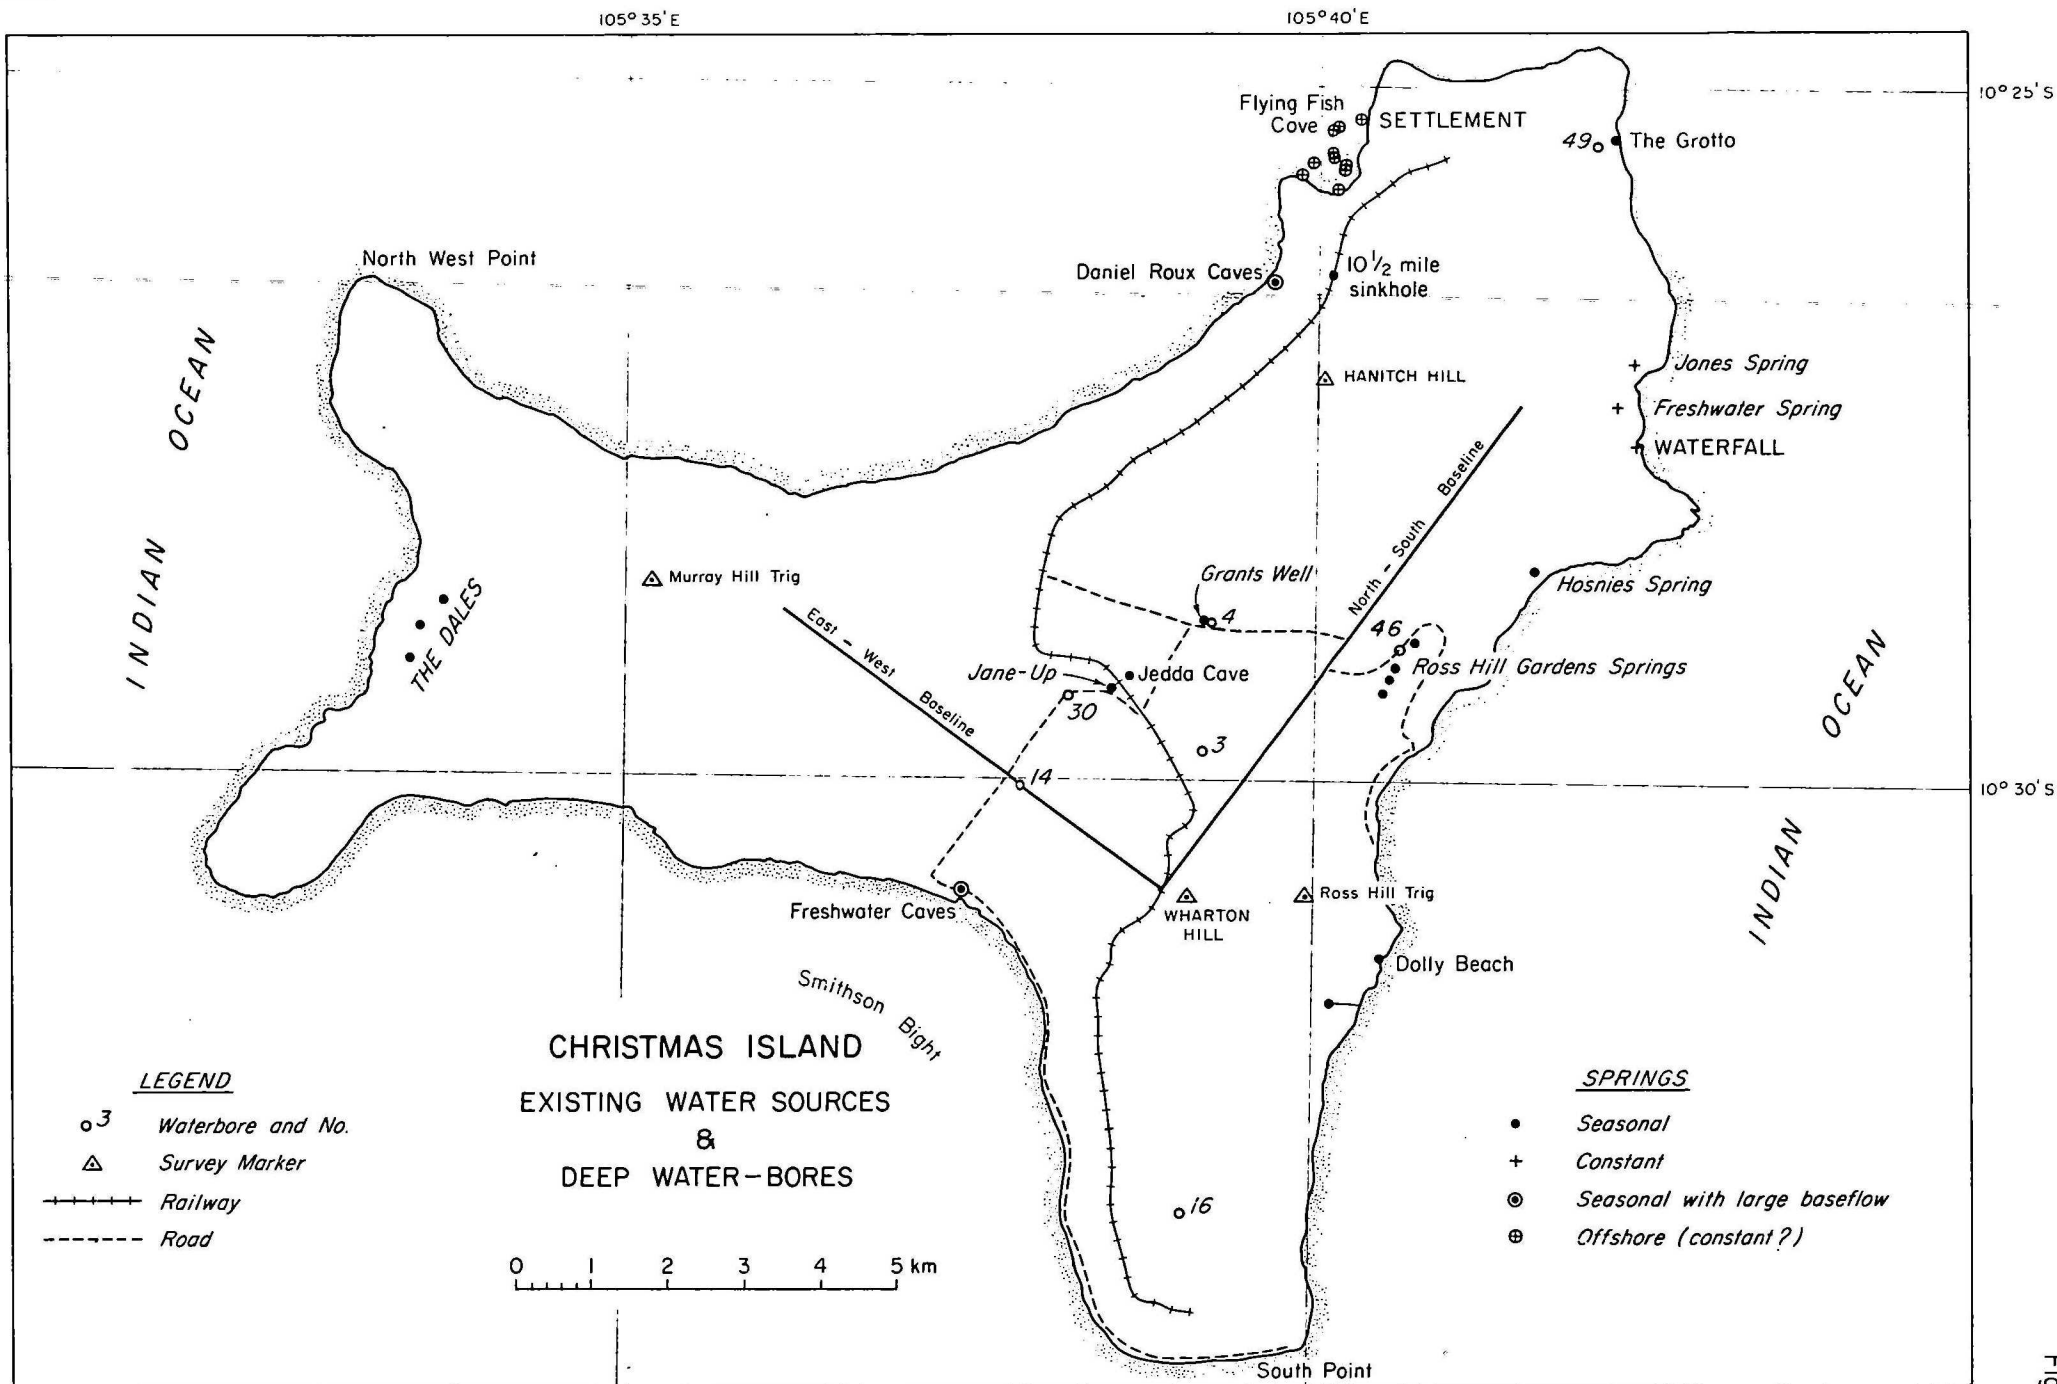 105° 35' E
105° 40' E
10° 25' S
Flying Fish
Cove
SETTLEMENT
49
The Grotto
North West Point
Daniel Roux Caves
10 ½ mile
sinkhole
INDIAN OCEAN
HANITCH HILL
Jones Spring
Freshwater Spring
WATERFALL
North - South Baseline
Murray Hill Trig
Grants Well
4
Hosnies Spring
THE DALES
East - West Baseline
46
Ross Hill Gardens Springs
Jane-Up
Jedda Cave
30
3
14
10° 30' S
INDIAN OCEAN
Freshwater Caves
WHARTON
HILL
Ross Hill Trig
Dolly Beach
Smithson Bight
CHRISTMAS ISLAND
EXISTING WATER SOURCES
&
DEEP WATER-BORES
LEGEND
3 Waterbore and No.
Survey Marker
Railway
Road
0 1 2 3 4 5 km
16
South Point
SPRINGS
Seasonal
Constant
Seasonal with large baseflow
Offshore (constant?)